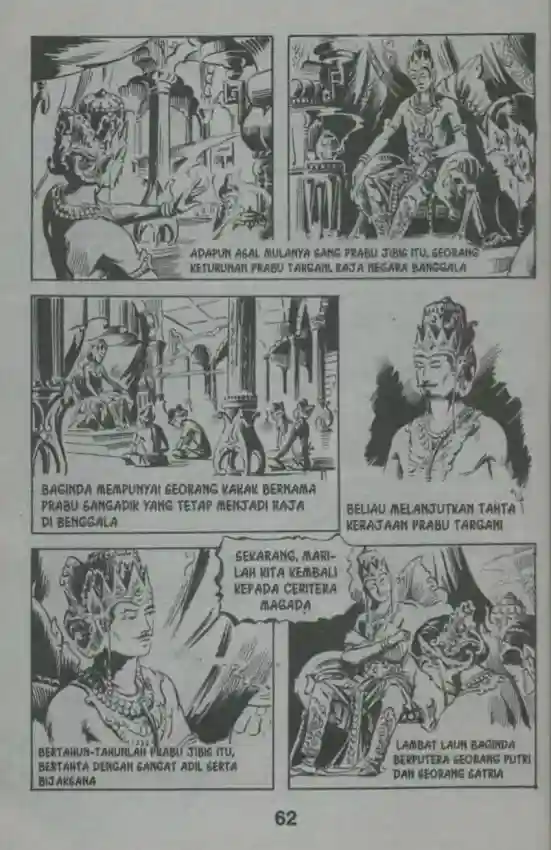 ADAPUN ASAL MULANYA SANG PRABU JIBIS ITU, SEORANG
KETURUNAN PRABU TARGANI, RAJA NEGARA BANGGALA
BAGINDA MEMPUNYAI SEORANG KAKAK BERNAMA
PRABU SANGADIK YANG TETAP MENJADI RAJA
DI BENGGALA
BELIAU MELANJUTKAN TAHTA
KERAJAAN PRABU TARGANI
BERTAHUN-TAHUNLAH PRABU JIBIS ITU,
BERTAHTA DENGAN SANGAT ADIL SERTA
BIJAKSANA
SEKARANG, MARI-
LAH KITA KEMBALI
KEPADA CERITERA
MAGADA
LAMBAT LAUN BAGINDA
BERPUTERA SEORANG PUTRI
DAN SEORANG SATRIA
62